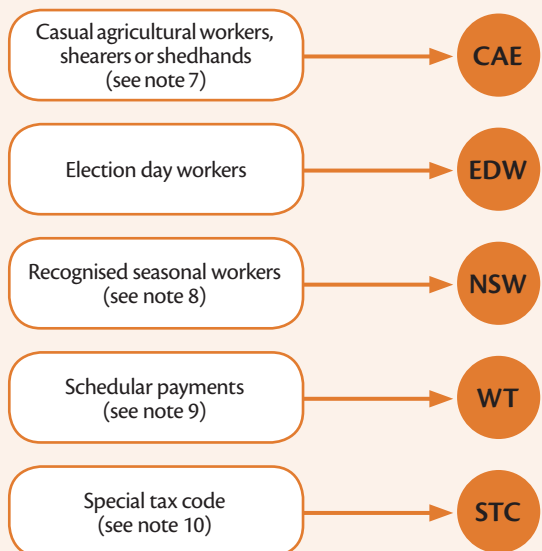 Casual agricultural workers,
shearers or shedhands
(see note 7)
CAE
Election day workers
EDW
Recognised seasonal workers
(see note 8)
NSW
Schedular payments
(see note 9)
WT
Special tax code
(see note 10)
STC